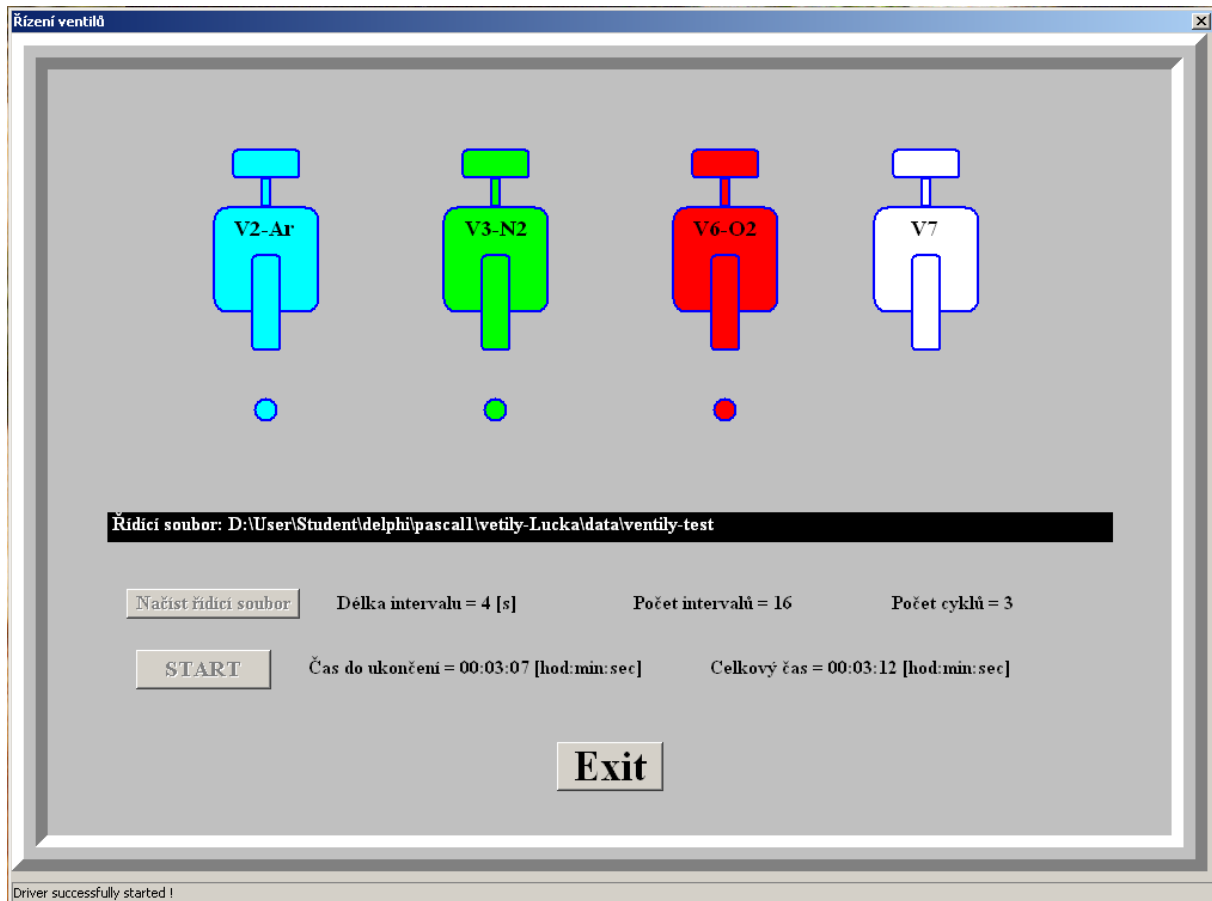 Řízení ventilů
V2-Ar V3-N2 V6-O2 V7
Řídící soubor: D:\User\Student\delphi\pascal1\vetily-Lucka\data\ventily-test
Načíst řídící soubor Délka intervalu = 4 [s] Počet intervalů = 16 Počet cyklů = 3
START Čas do ukončení = 00:03:07 [hod:min:sec] Celkový čas = 00:03:12 [hod:min:sec]
Exit
Driver successfully started !